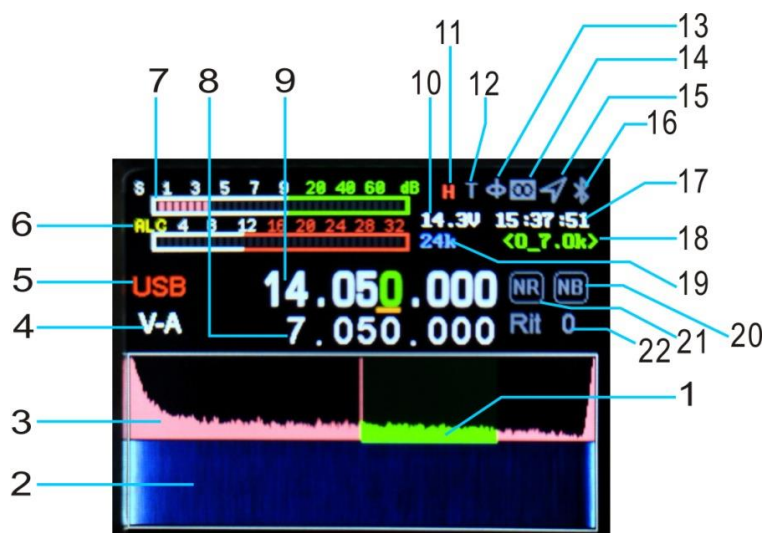 13
11
14
7 8 9 10 12
15
16
S 1 3 5 7 9 20 40 60 dB H T
17
14.3V 15:37:51
6 ALC 4 8 12 16 20 24 28 32
24k <0_7.0k> 18
19
5 USB 14.050.000 NR NB
4 V-A 7.050.000 Rit 0
20
21
22
1
3
2